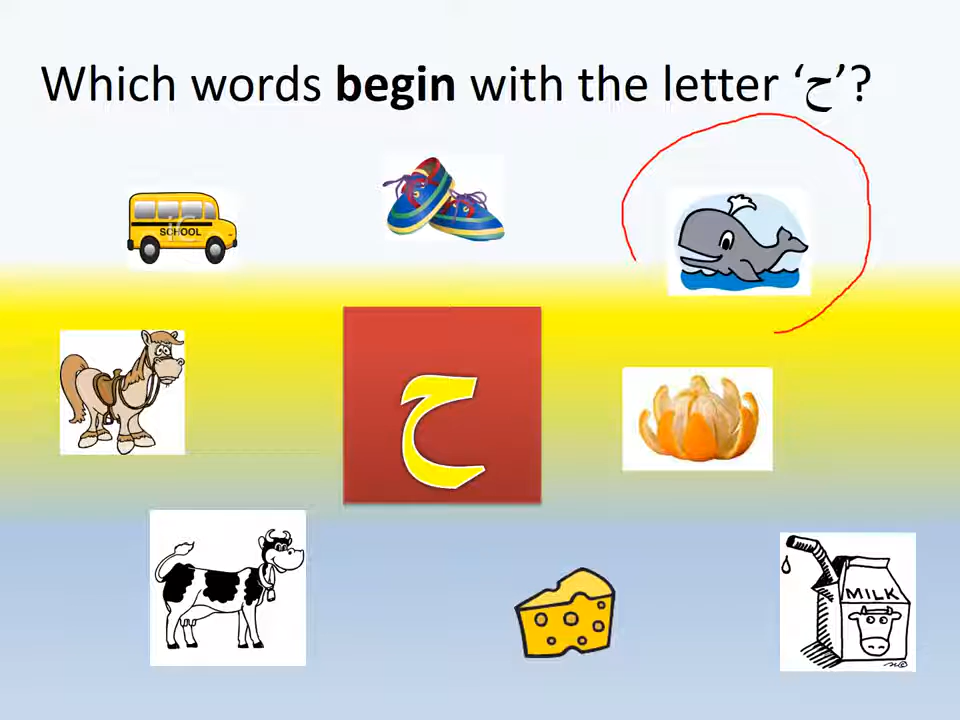 Which words begin with the letter ‘ح’?
SCHOOL
ح
MILK